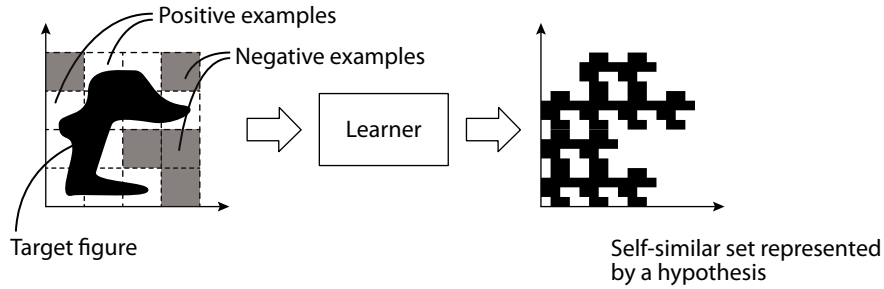 Positive examples
Negative examples
Learner
Target figure
Self-similar set represented
by a hypothesis